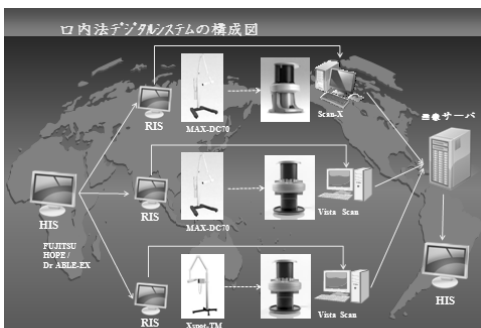 口内法デジタルシステムの構成図
RIS
MAX-DC70
Scan-X
画像サーバ
HIS
FUJITSU
HOPE /
Dr ABLE-EX
RIS
MAX-DC70
Vista Scan
HIS
RIS
Xspot-TM
Vista Scan